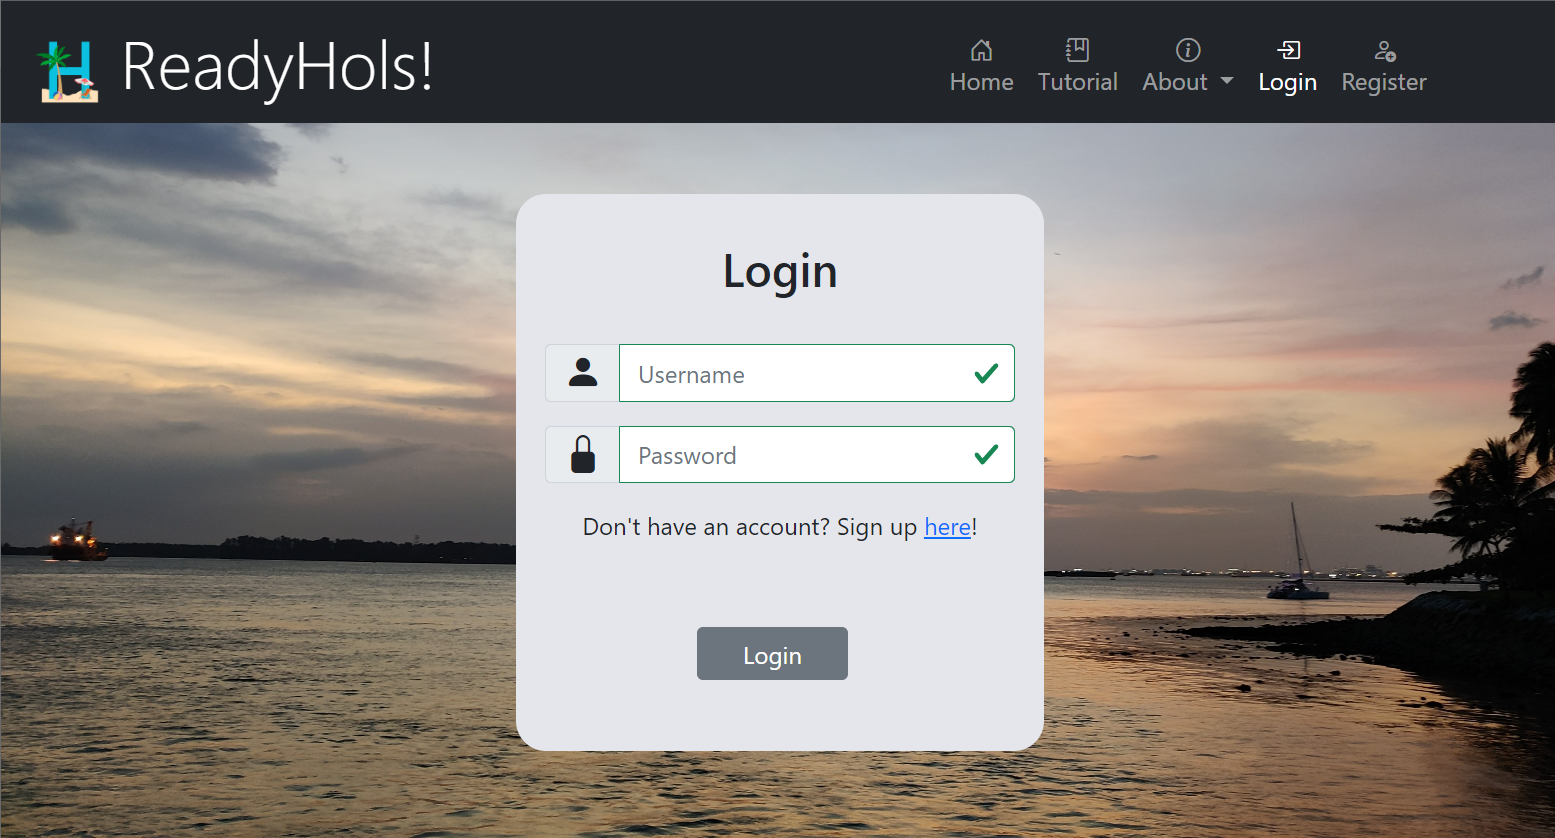 ReadyHols!
Home Tutorial About Login Register
Login
Username
Password
Don't have an account? Sign up here!
Login